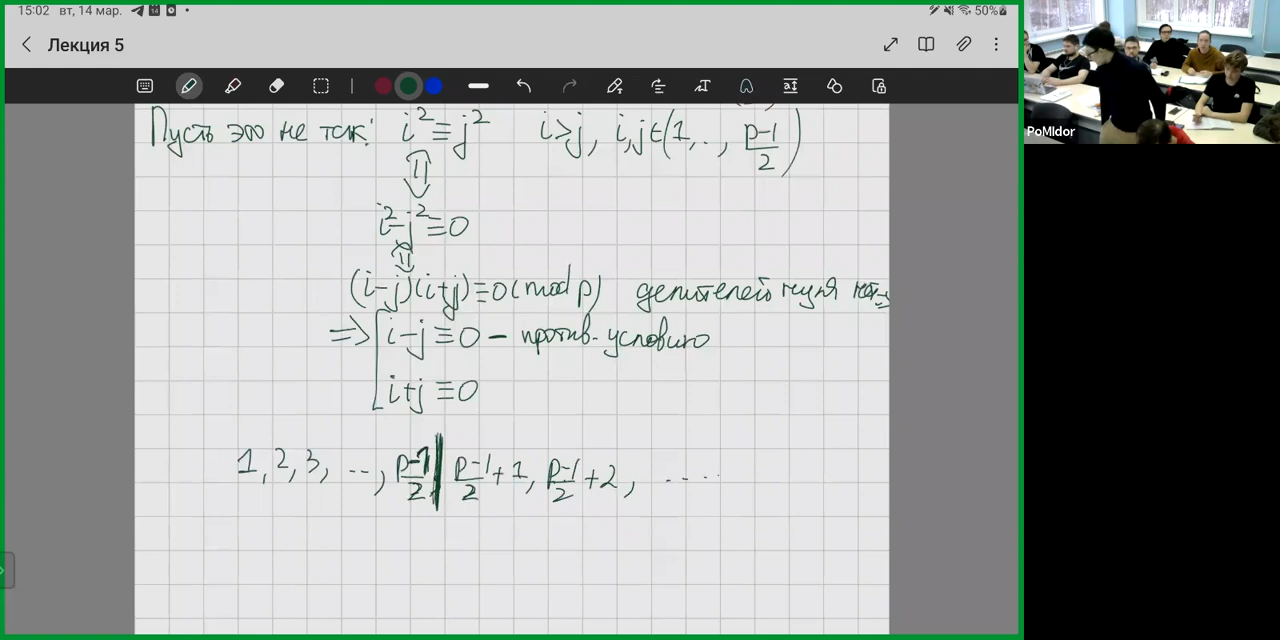 15:02 вт, 14 мар. 50%
Лекция 5
PoMIdor
Пусть это не так: i² ≡ j² i>j, i,j ∈ (1, .., (p-1)/2)
i² - j² ≡ 0
(i-j)(i+j) ≡ 0 (mod p) делителей нуля нет
=> [ i-j ≡ 0 - против. условию
i+j ≡ 0
1, 2, 3, ..., (p-1)/2 | (p-1)/2 + 1, (p-1)/2 + 2, ....